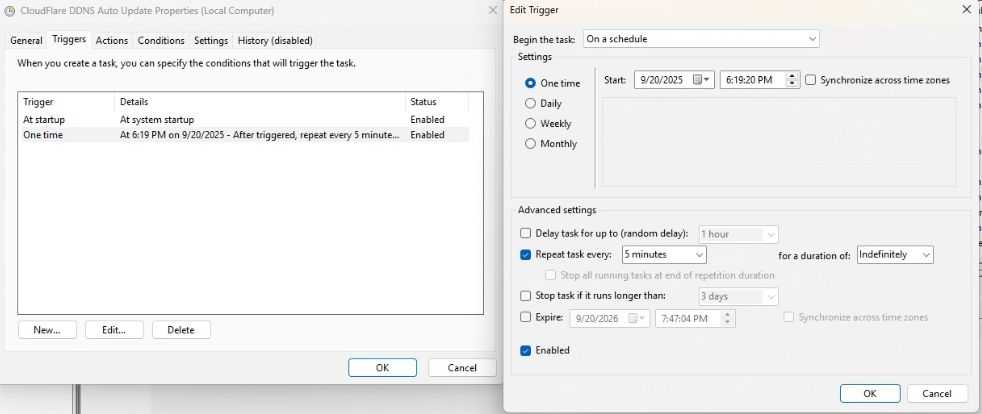 CloudFlare DDNS Auto Update Properties (Local Computer)
General Triggers Actions Conditions Settings History (disabled)
When you create a task, you can specify the conditions that will trigger the task.
Trigger Details Status
At startup At system startup Enabled
One time At 6:19 PM on 9/20/2025 - After triggered, repeat every 5 minute... Enabled
New... Edit... Delete
OK Cancel
Edit Trigger
Begin the task: On a schedule
Settings
One time
Daily
Weekly
Monthly
Start: 9/20/2025 6:19:20 PM Synchronize across time zones
Advanced settings
Delay task for up to (random delay): 1 hour
Repeat task every: 5 minutes for a duration of: Indefinitely
Stop all running tasks at end of repetition duration
Stop task if it runs longer than: 3 days
Expire: 9/20/2026 7:47:04 PM Synchronize across time zones
Enabled
OK Cancel